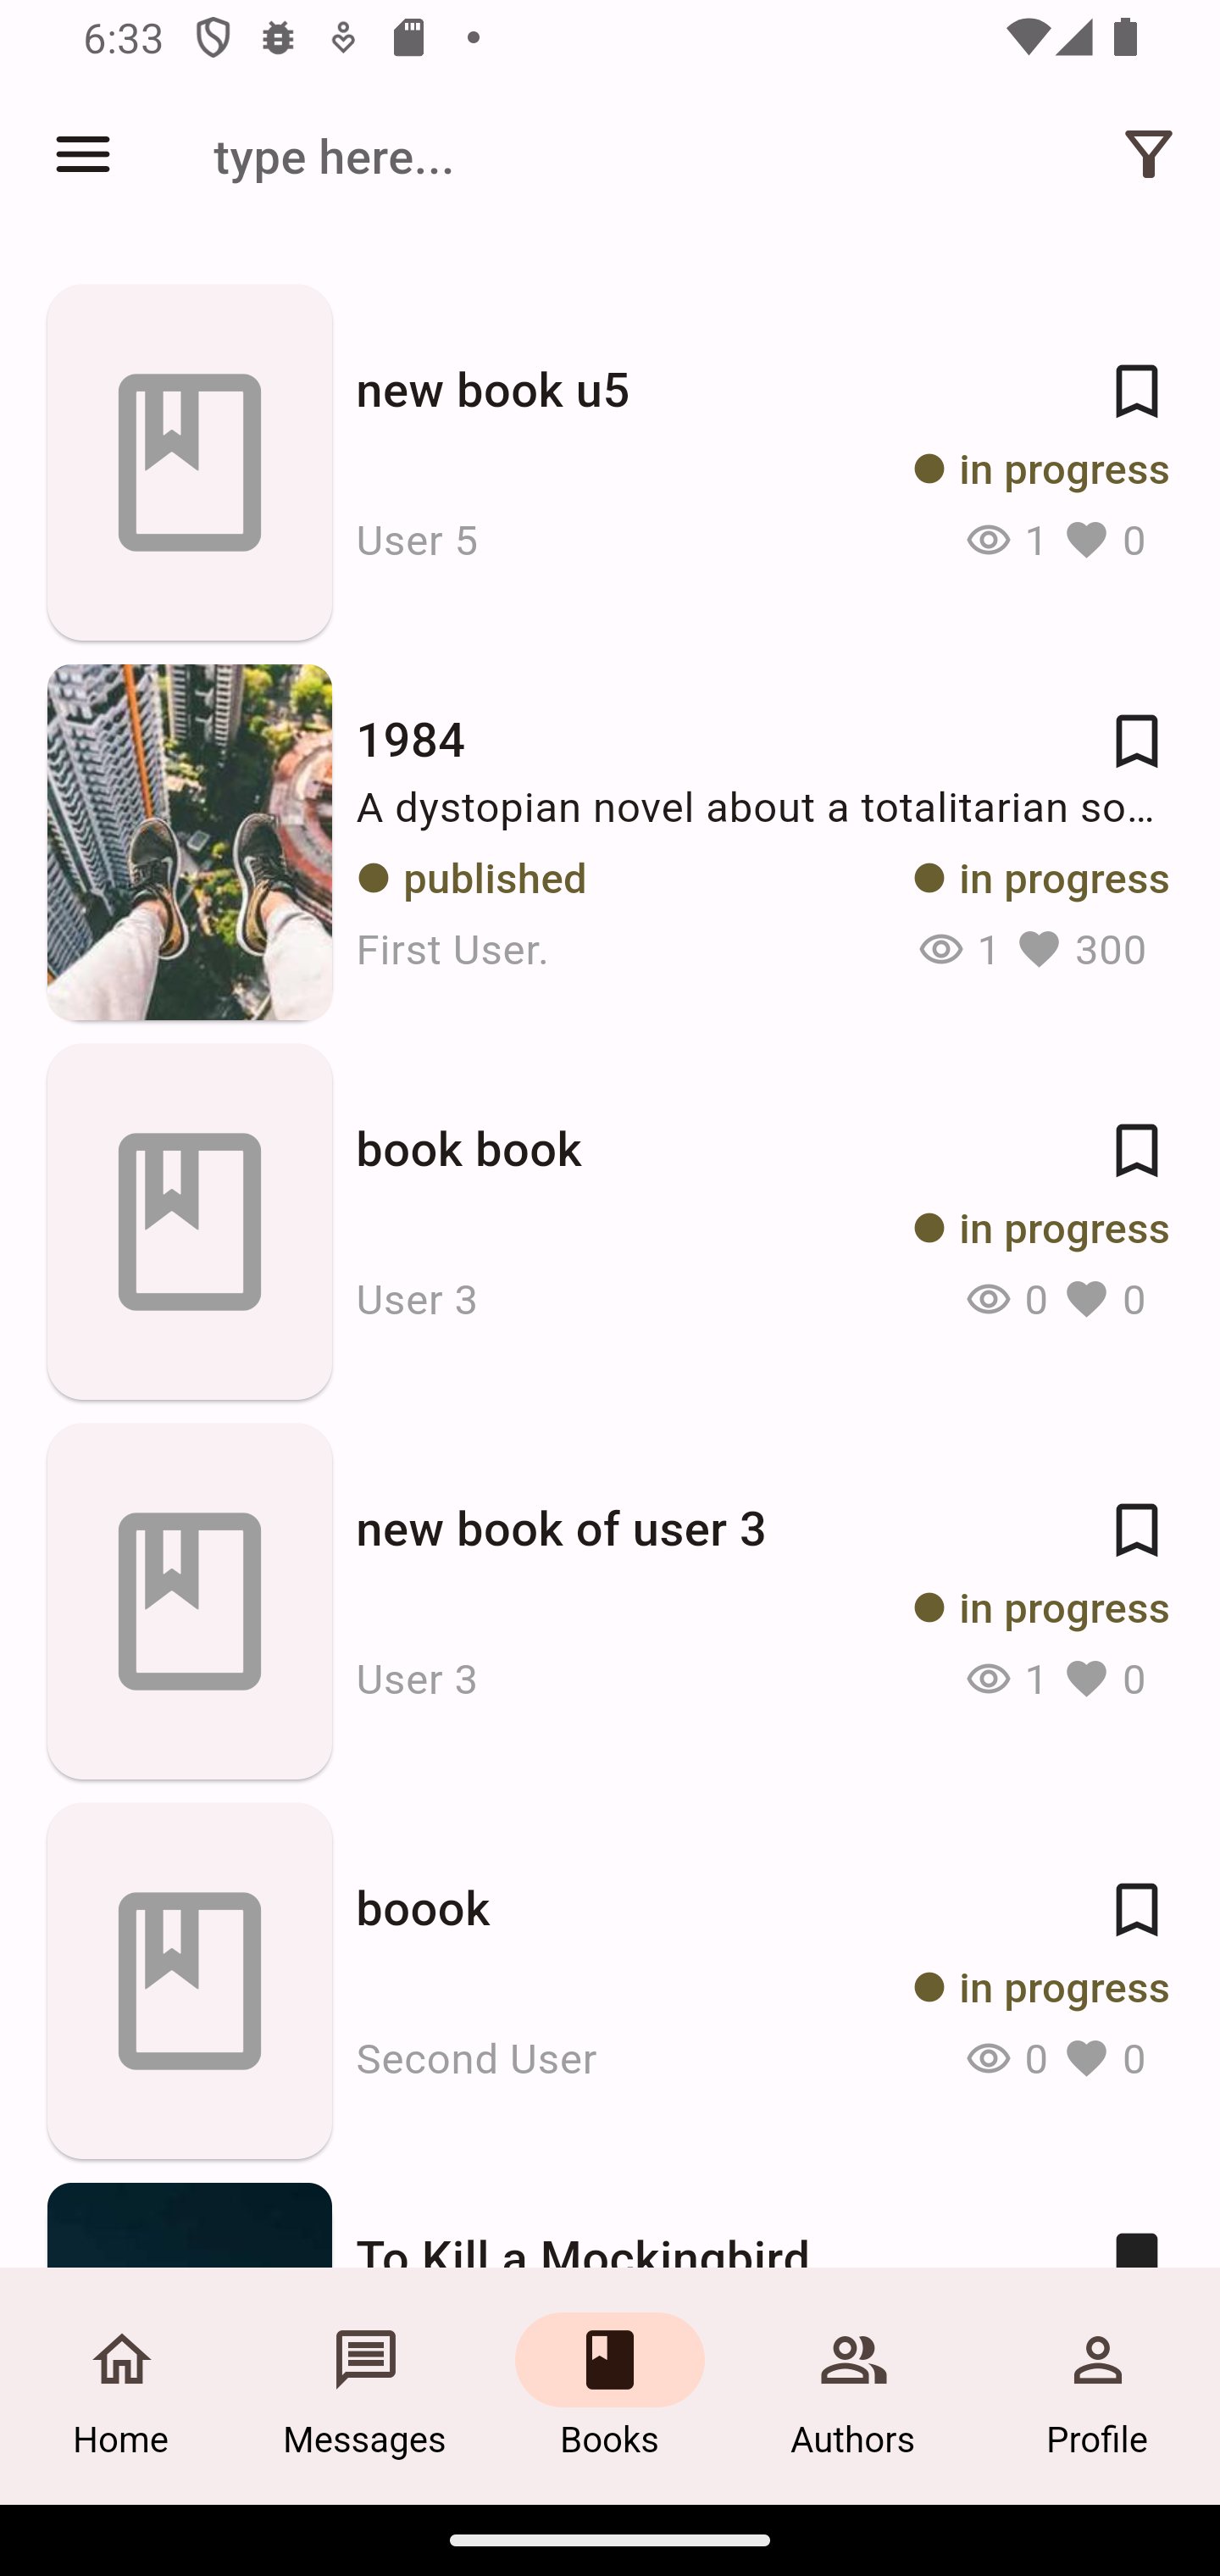 6:33
type here...
new book u5
in progress
User 5
1
0
1984
A dystopian novel about a totalitarian so...
published
in progress
First User.
1
300
book book
in progress
User 3
0
0
new book of user 3
in progress
User 3
1
0
boook
in progress
Second User
0
0
To Kill a Mockingbird
Home
Messages
Books
Authors
Profile